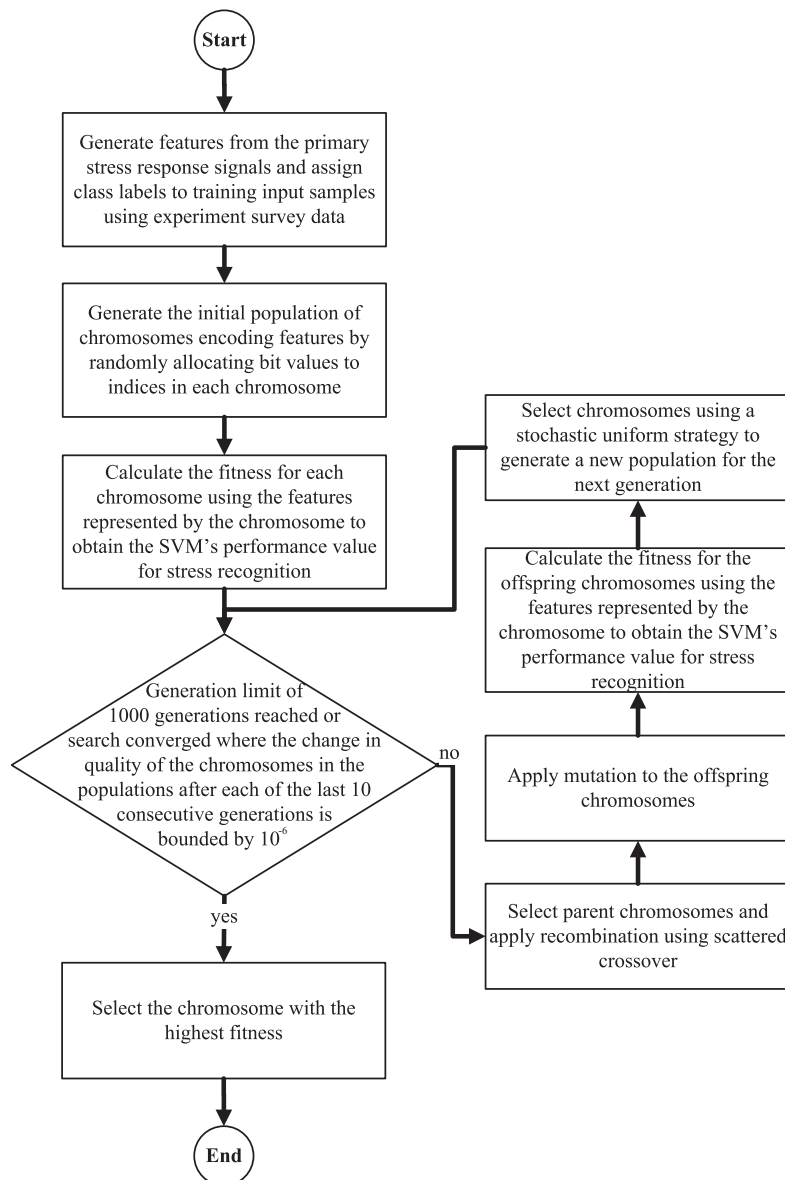 Start
Generate features from the primary
stress response signals and assign
class labels to training input samples
using experiment survey data
Generate the initial population of
chromosomes encoding features by
randomly allocating bit values to
indices in each chromosome
Calculate the fitness for each
chromosome using the features
represented by the chromosome to
obtain the SVM's performance value
for stress recognition
Generation limit of
1000 generations reached or
search converged where the change in
quality of the chromosomes in the
populations after each of the last 10
consecutive generations is
bounded by 10⁻⁶
no
yes
Select parent chromosomes and
apply recombination using scattered
crossover
Apply mutation to the offspring
chromosomes
Calculate the fitness for the
offspring chromosomes using the
features represented by the
chromosome to obtain the SVM's
performance value for stress
recognition
Select chromosomes using a
stochastic uniform strategy to
generate a new population for the
next generation
Select the chromosome with the
highest fitness
End